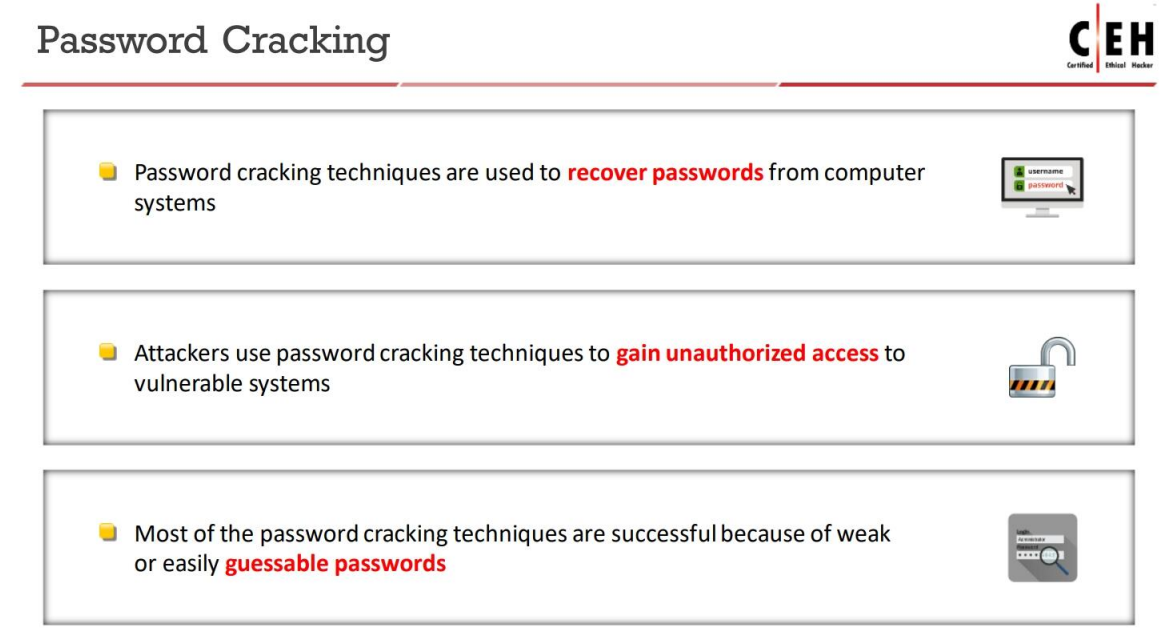 Password Cracking
C|EH
Certified Ethical Hacker
Password cracking techniques are used to recover passwords from computer
systems
username
password
Attackers use password cracking techniques to gain unauthorized access to
vulnerable systems
Most of the password cracking techniques are successful because of weak
or easily guessable passwords
Login
Password